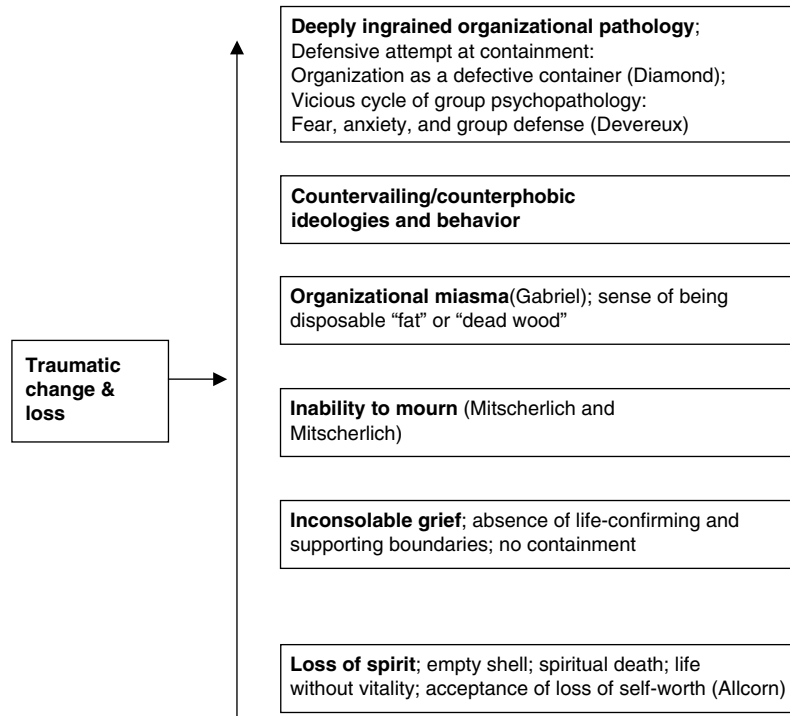 Deeply ingrained organizational pathology;
Defensive attempt at containment:
Organization as a defective container (Diamond);
Vicious cycle of group psychopathology:
Fear, anxiety, and group defense (Devereux)
Countervailing/counterphobic
ideologies and behavior
Organizational miasma(Gabriel); sense of being
disposable “fat” or “dead wood”
Traumatic
change &
loss
Inability to mourn (Mitscherlich and
Mitscherlich)
Inconsolable grief; absence of life-confirming and
supporting boundaries; no containment
Loss of spirit; empty shell; spiritual death; life
without vitality; acceptance of loss of self-worth (Allcorn)